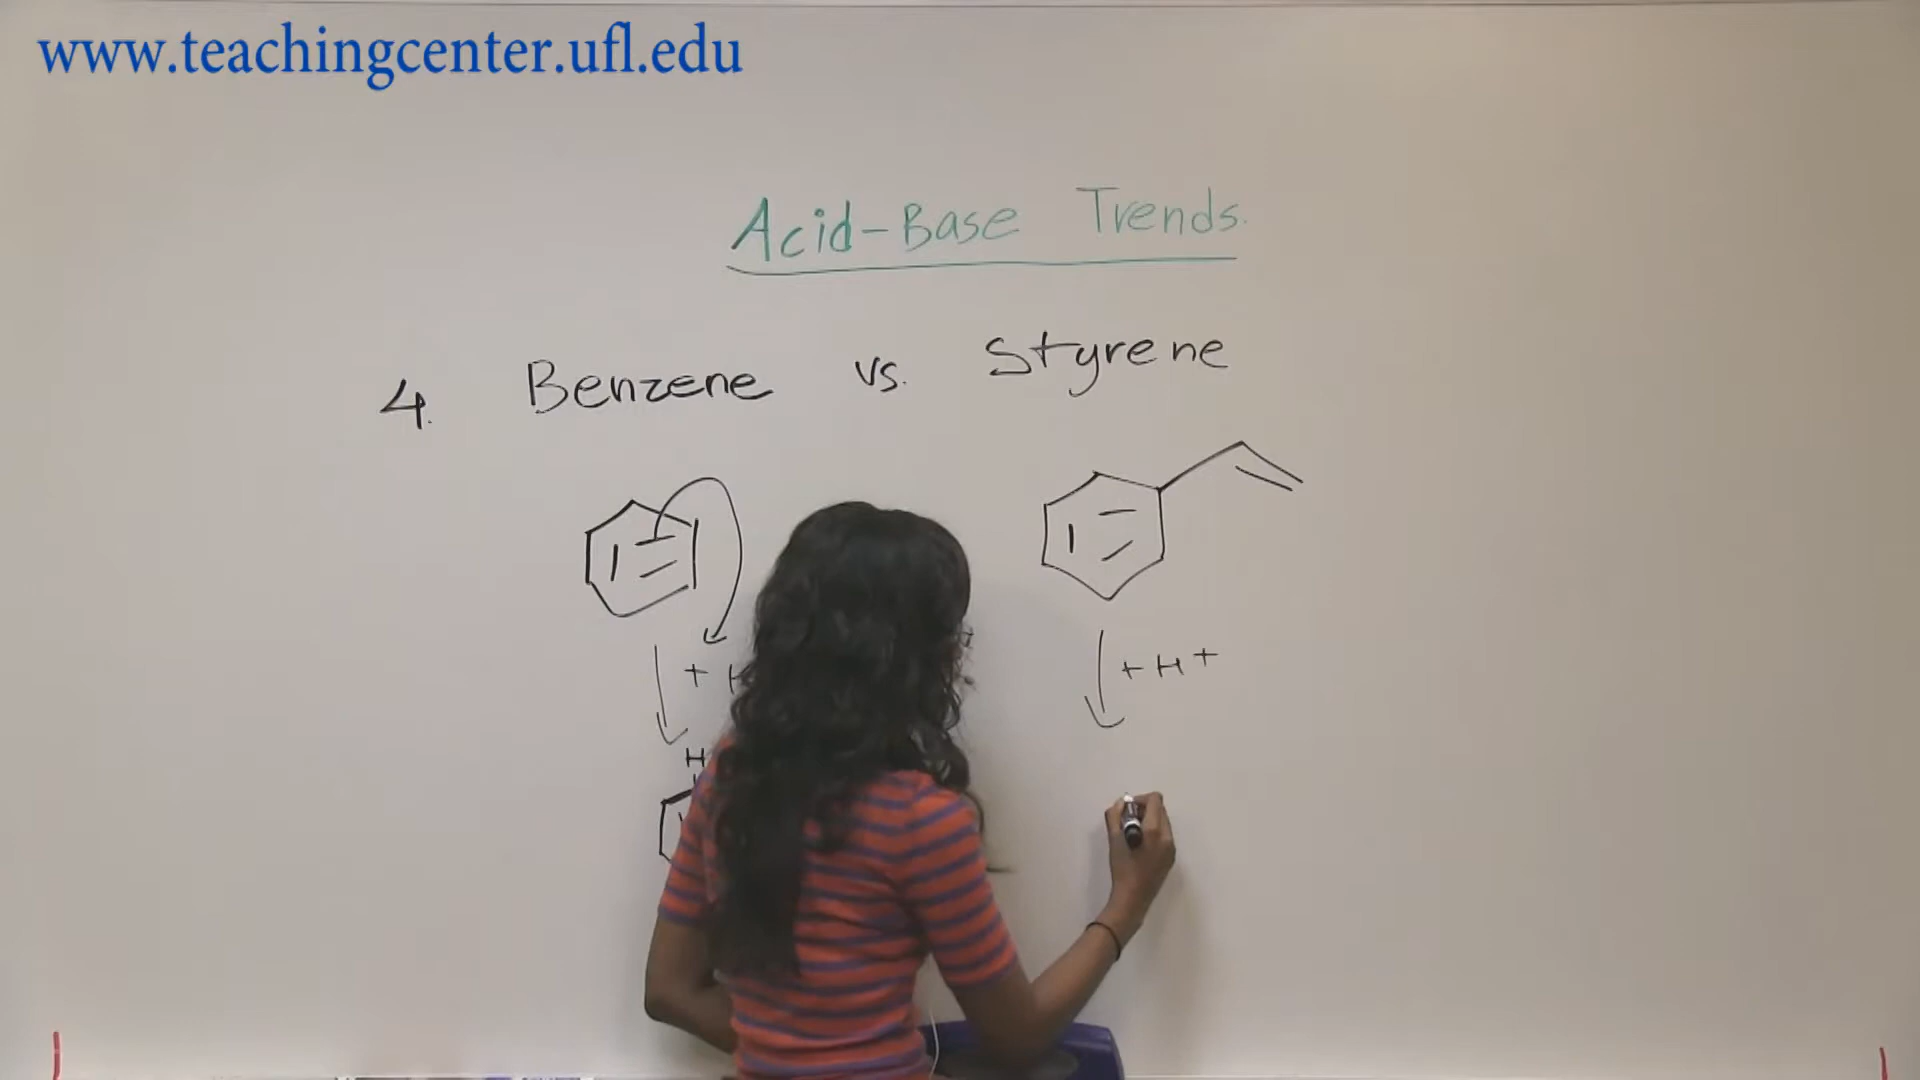 www.teachingcenter.ufl.edu
Acid-Base Trends.
4. Benzene vs. Styrene
+ H + H +
H